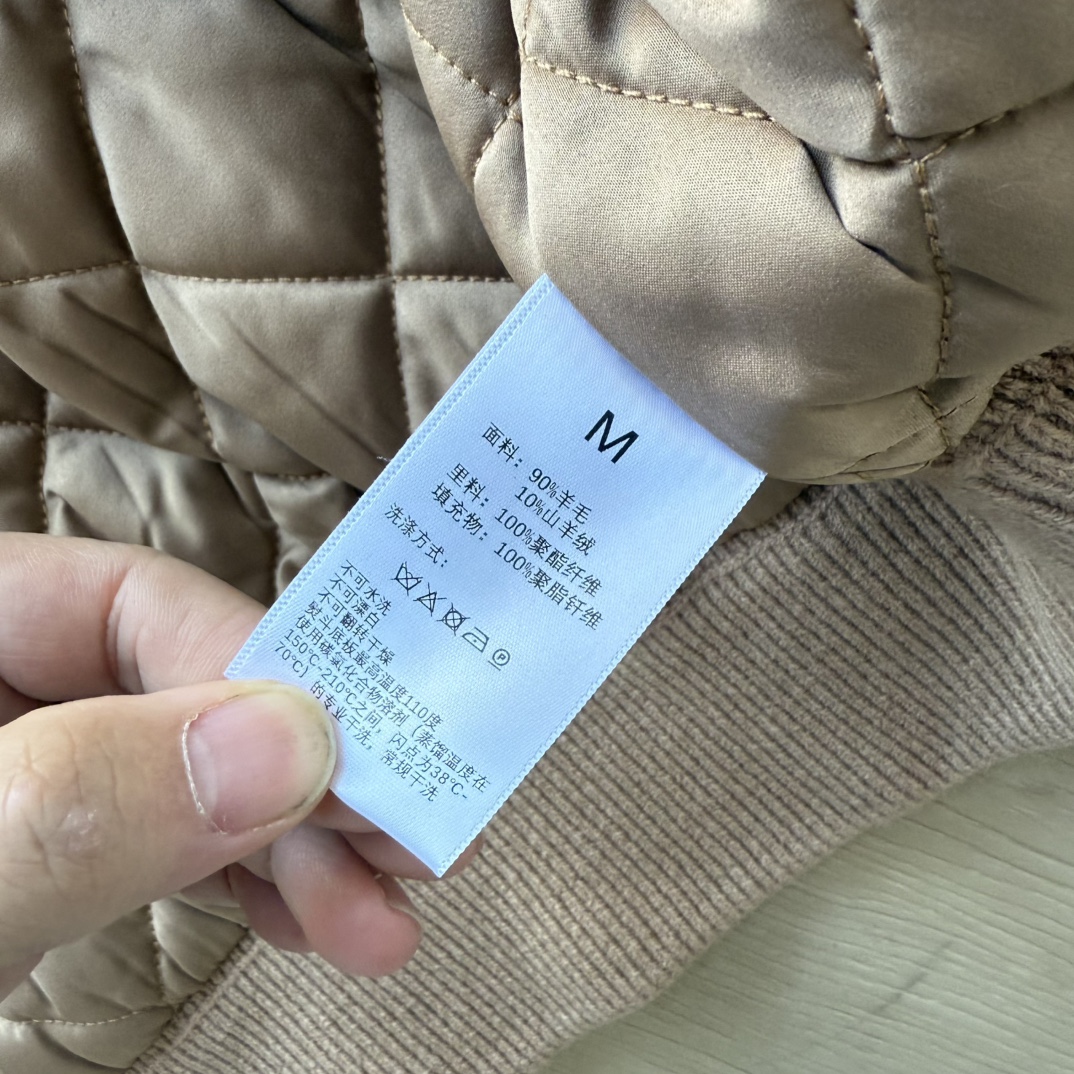 M
面料：90%羊毛
10%山羊绒
里料：100%聚酯纤维
填充物：100%聚脂钎维
洗涤方式：
P
不可水洗
不可漂白
不可翻转干燥
熨斗底板最高温度110度
使用碳氧化合物溶剂（蒸馏温度在
150℃-210℃之间，闪点为38℃-
70℃）的专业干洗，常规干洗